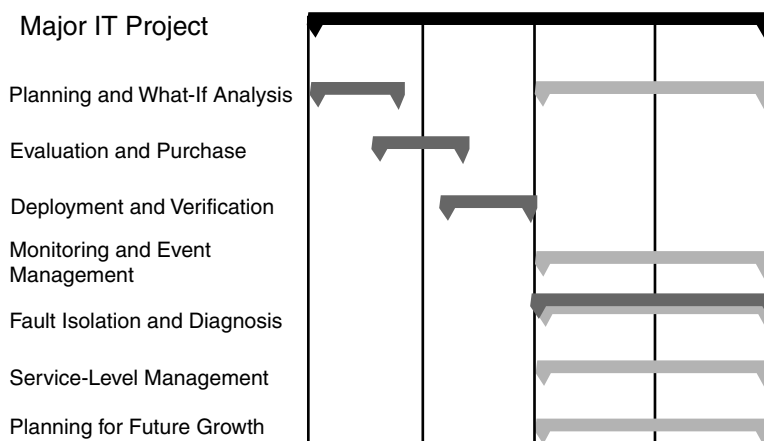 Major IT Project
Planning and What-If Analysis
Evaluation and Purchase
Deployment and Verification
Monitoring and Event
Management
Fault Isolation and Diagnosis
Service-Level Management
Planning for Future Growth